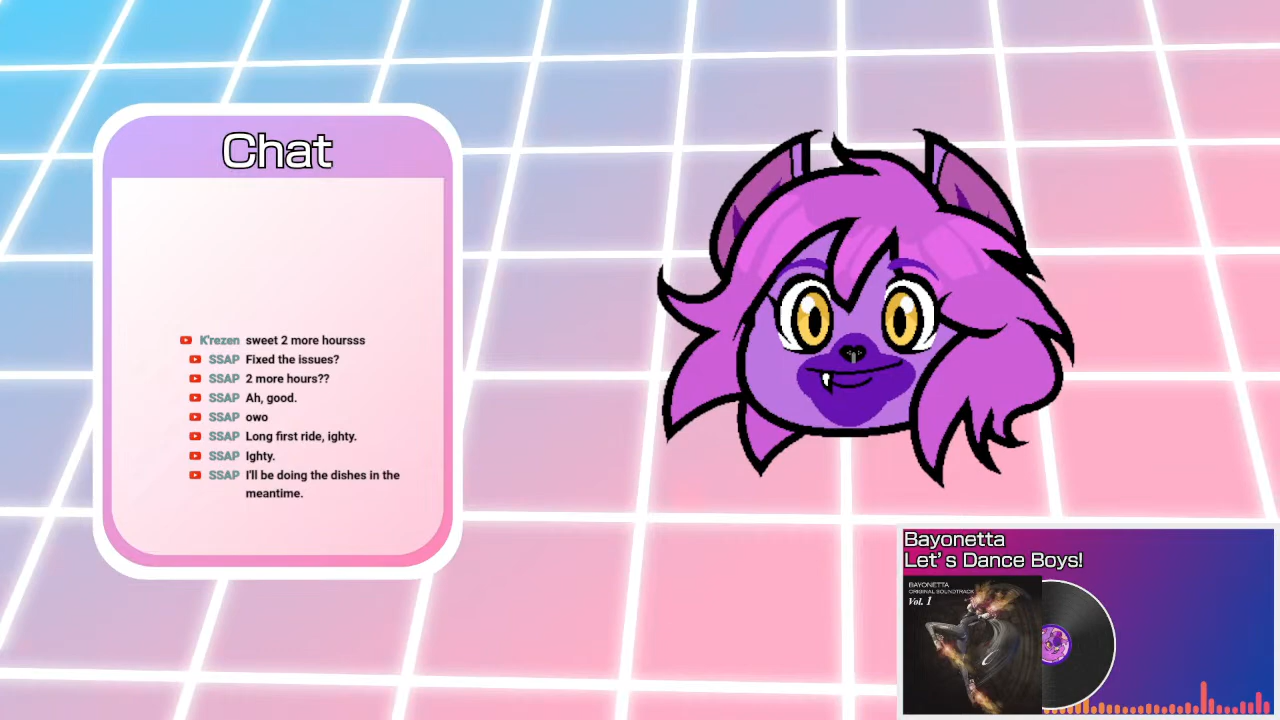 Chat
K'rezen sweet 2 more hoursss
SSAP Fixed the issues?
SSAP 2 more hours??
SSAP Ah, good.
SSAP owo
SSAP Long first ride, ighty.
SSAP Ighty.
SSAP I'll be doing the dishes in the
meantime.
Bayonetta
Let's Dance Boys!
BAYONETTA
ORIGINAL SOUNDTRACK
Vol. 1